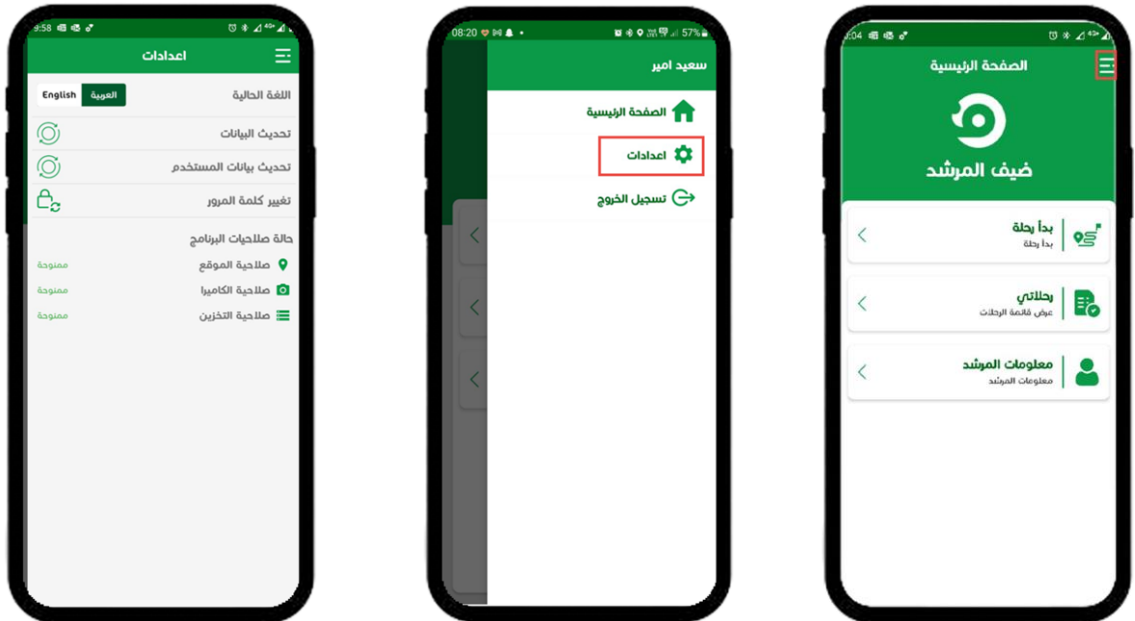 :04
الصفحة الرئيسية
ضيف المرشد
بدأ رحلة
بدأ رحلة
رحلاتي
عرض قائمة الرحلات
معلومات المرشد
معلومات المرشد
08:20
57%
سعيد امير
الصفحة الرئيسية
اعدادات
تسجيل الخروج
9:58
اعدادات
اللغة الحالية
العربية
English
تحديث البيانات
تحديث بيانات المستخدم
تغيير كلمة المرور
حالة صلاحيات البرنامج
صلاحية الموقع ممنوحة
صلاحية الكاميرا ممنوحة
صلاحية التخزين ممنوحة